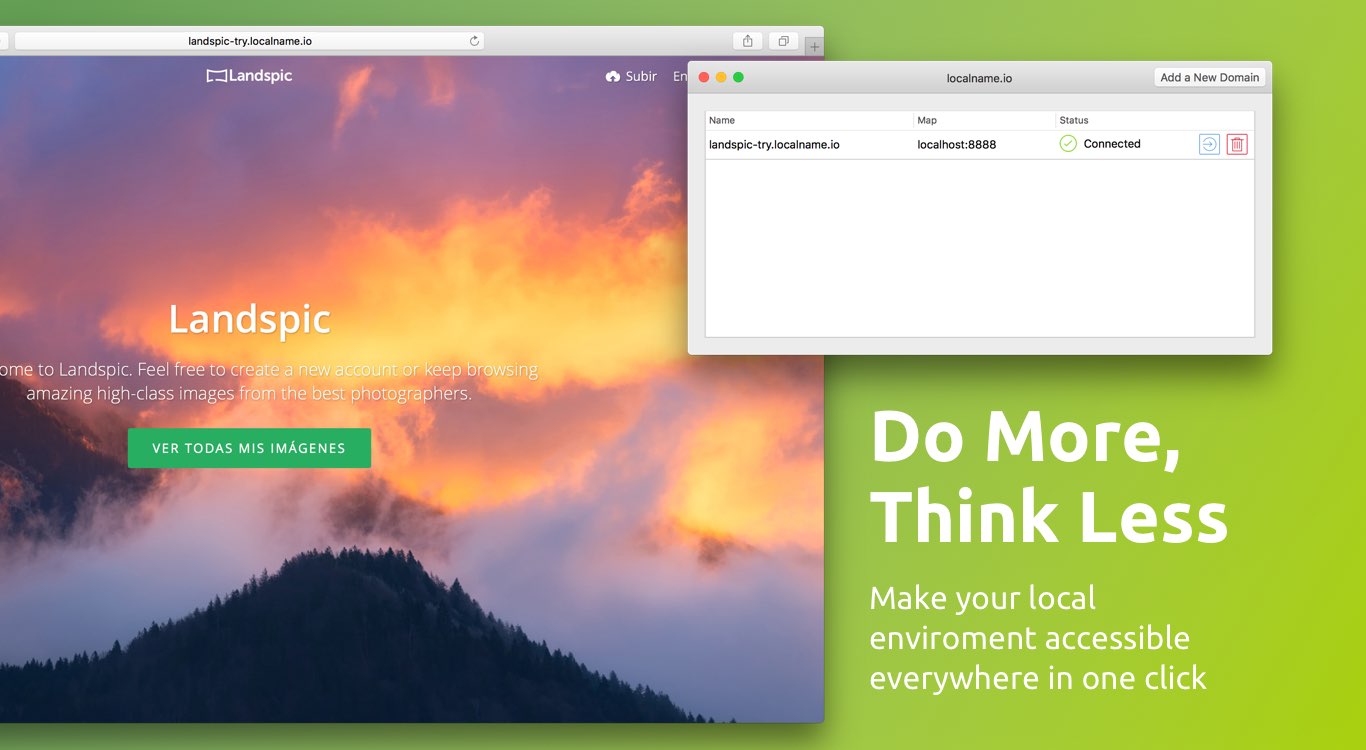 landspic-try.localname.io
Landspic
Subir
localname.io
Add a New Domain
Name Map Status
landspic-try.localname.io localhost:8888 Connected
Landspic
to Landspic. Feel free to create a new account or keep browsing
amazing high-class images from the best photographers.
VER TODAS MIS IMÁGENES
Do More,
Think Less
Make your local
enviroment accessible
everywhere in one click